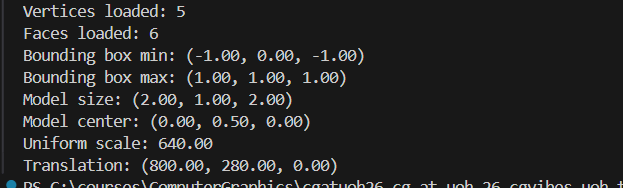 Vertices loaded: 5
Faces loaded: 6
Bounding box min: (-1.00, 0.00, -1.00)
Bounding box max: (1.00, 1.00, 1.00)
Model size: (2.00, 1.00, 2.00)
Model center: (0.00, 0.50, 0.00)
Uniform scale: 640.00
Translation: (800.00, 280.00, 0.00)
PS C:\courses\ComputerGraphics\cgatuoh26